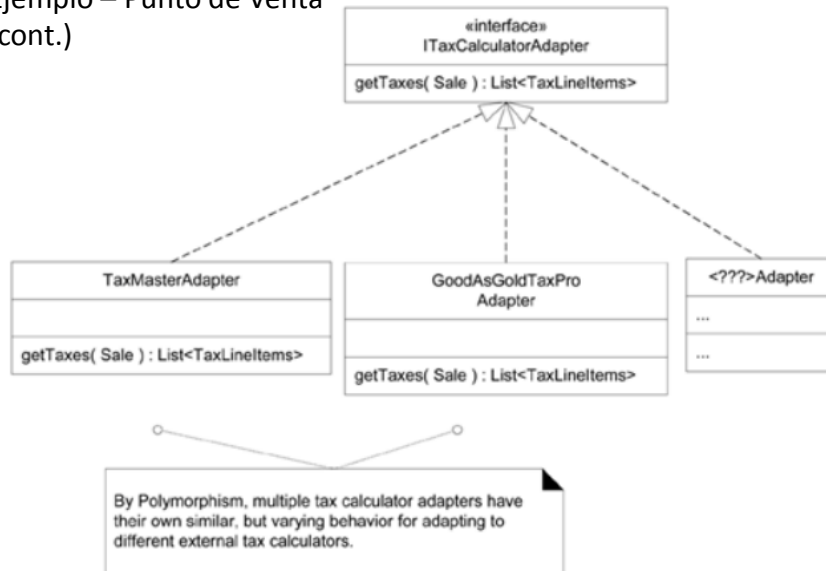 jemplo – Punto de Venta
cont.)
«interface»
ITaxCalculatorAdapter
getTaxes( Sale ) : List<TaxLineItems>
TaxMasterAdapter
getTaxes( Sale ) : List<TaxLineItems>
GoodAsGoldTaxPro
Adapter
getTaxes( Sale ) : List<TaxLineItems>
<???>Adapter
...
...
By Polymorphism, multiple tax calculator adapters have
their own similar, but varying behavior for adapting to
different external tax calculators.